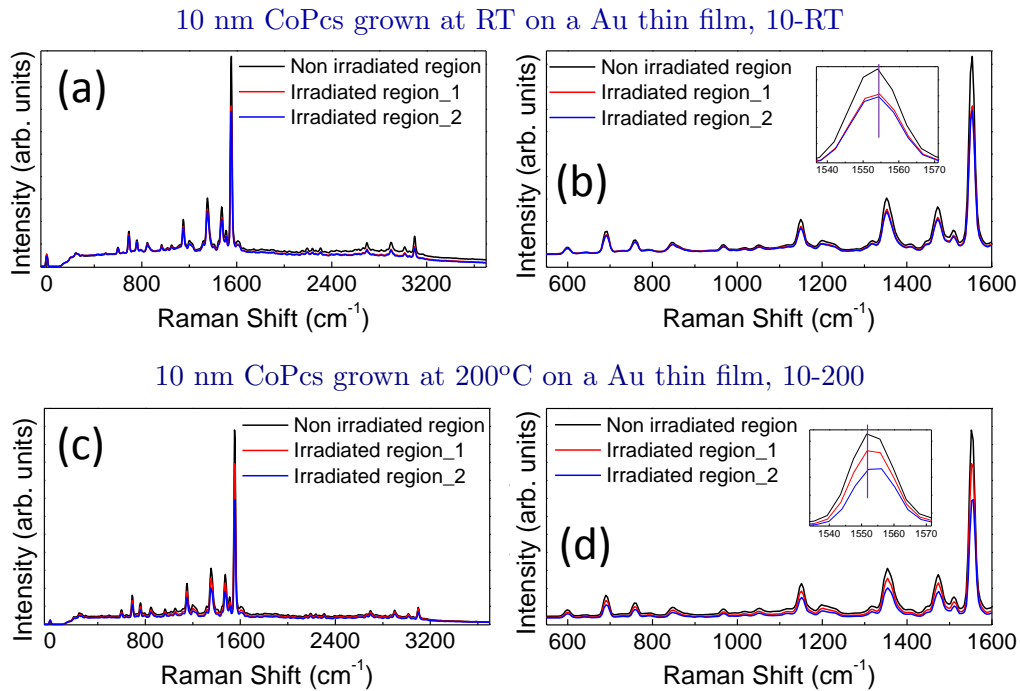 10 nm CoPcs grown at RT on a Au thin film, 10-RT
Intensity (arb. units)
(a)
Non irradiated region
Irradiated region_1
Irradiated region_2
800 1600 2400 3200
Raman Shift (cm⁻¹)
Intensity (arb. units)
Non irradiated region
Irradiated region_1
Irradiated region_2
1540 1550 1560 1570
(b)
600 800 1000 1200 1400 1600
Raman Shift (cm⁻¹)
10 nm CoPcs grown at 200°C on a Au thin film, 10-200
Intensity (arb. units)
(c)
Non irradiated region
Irradiated region_1
Irradiated region_2
800 1600 2400 3200
Raman Shift (cm⁻¹)
Intensity (arb. units)
Non irradiated region
Irradiated region_1
Irradiated region_2
1540 1550 1560 1570
(d)
600 800 1000 1200 1400 1600
Raman Shift (cm⁻¹)